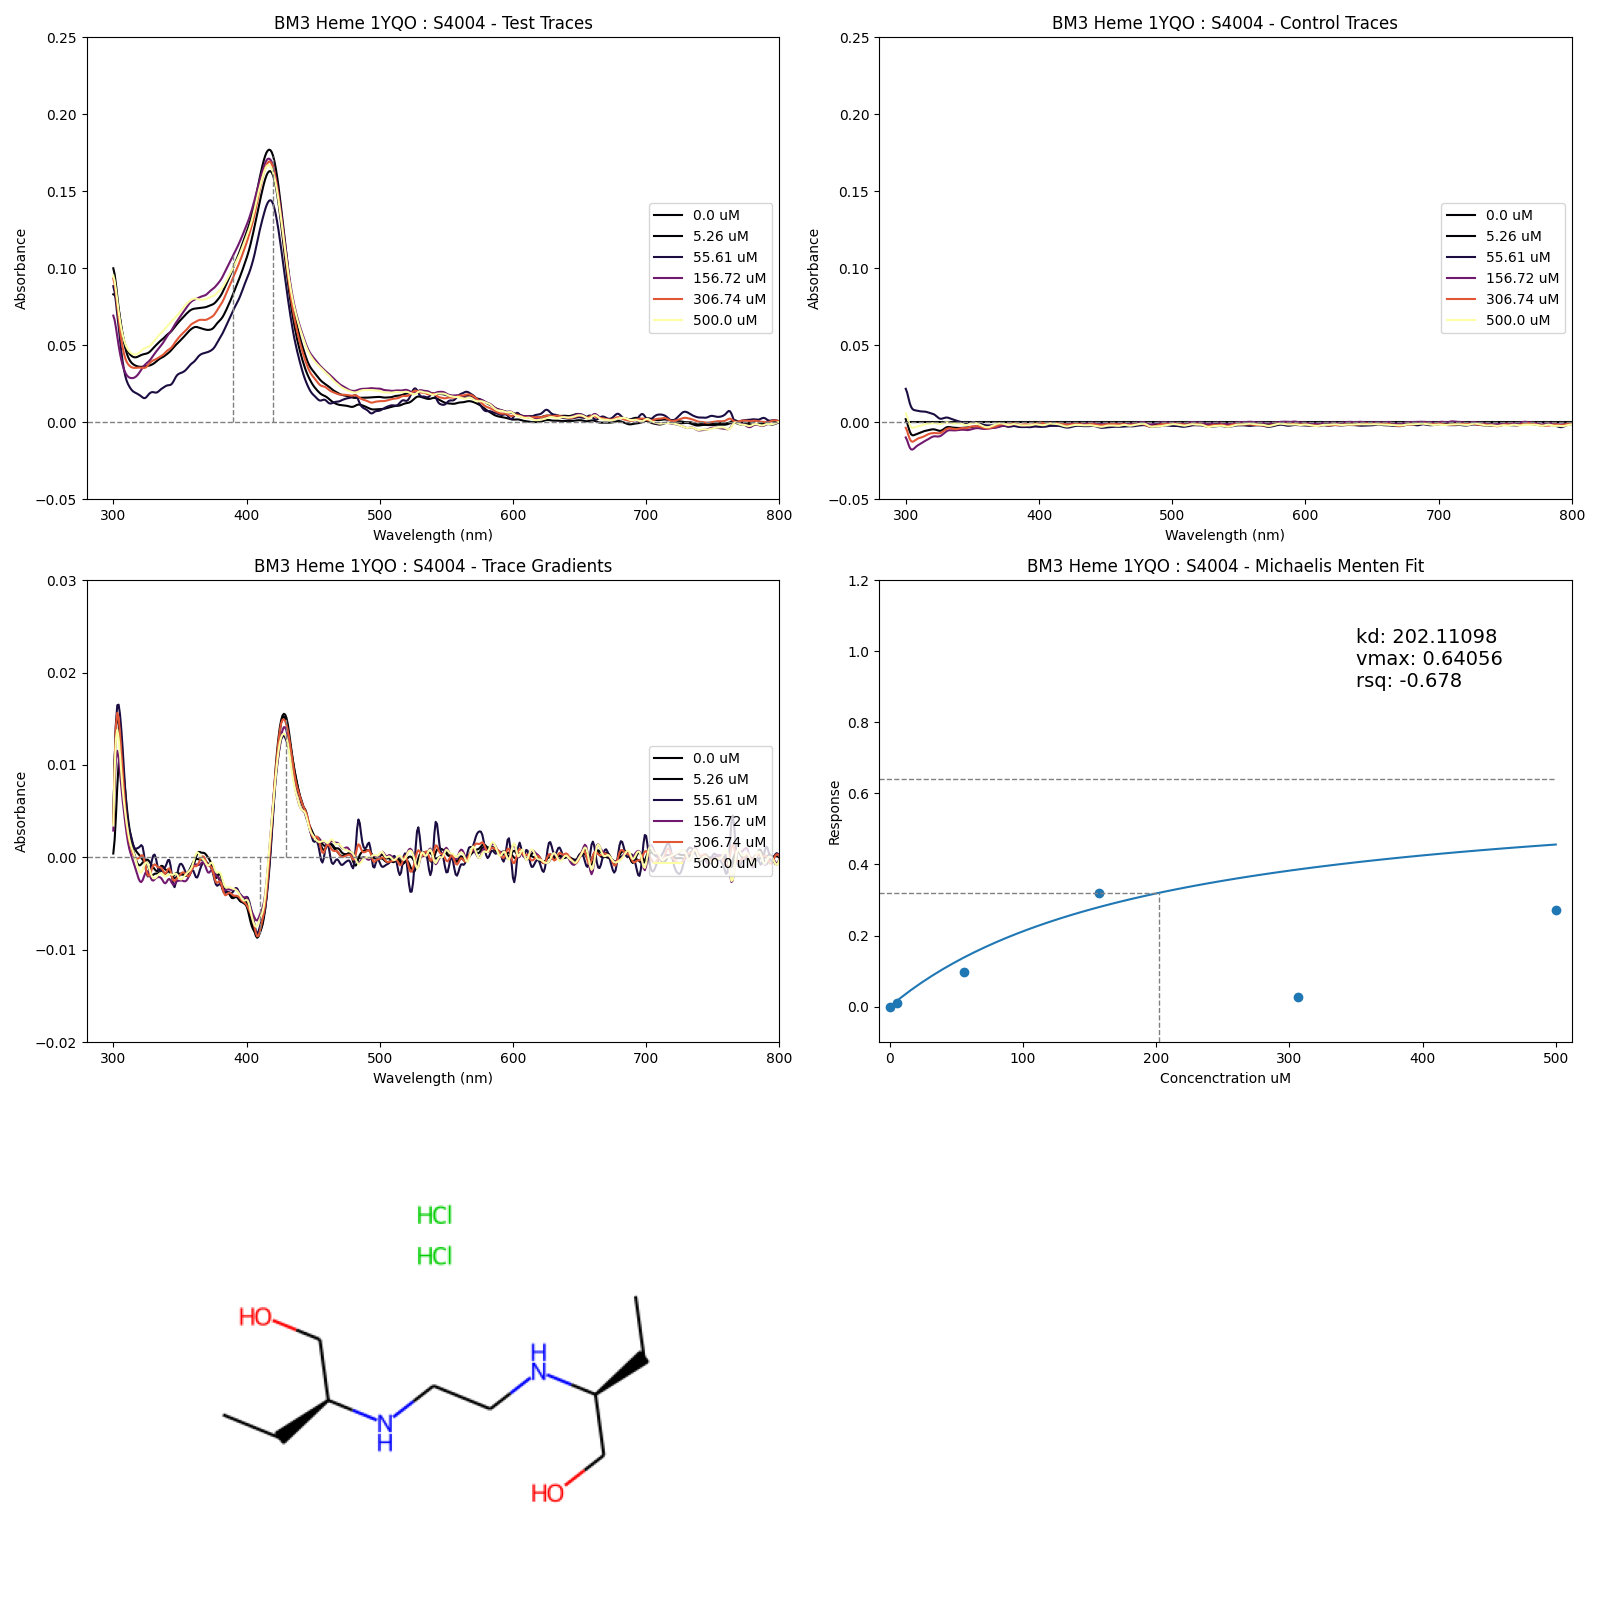 BM3 Heme 1YQO : S4004 - Test Traces
Absorbance
0.25
0.20
0.15
0.10
0.05
0.00
−0.05
300 400 500 600 700 800
Wavelength (nm)
0.0 uM
5.26 uM
55.61 uM
156.72 uM
306.74 uM
500.0 uM
BM3 Heme 1YQO : S4004 - Control Traces
Absorbance
0.25
0.20
0.15
0.10
0.05
0.00
−0.05
300 400 500 600 700 800
Wavelength (nm)
0.0 uM
5.26 uM
55.61 uM
156.72 uM
306.74 uM
500.0 uM
BM3 Heme 1YQO : S4004 - Trace Gradients
Absorbance
0.03
0.02
0.01
0.00
−0.01
−0.02
300 400 500 600 700 800
Wavelength (nm)
0.0 uM
5.26 uM
55.61 uM
156.72 uM
306.74 uM
500.0 uM
BM3 Heme 1YQO : S4004 - Michaelis Menten Fit
Response
1.2
1.0
0.8
0.6
0.4
0.2
0.0
0 100 200 300 400 500
Concenctration uM
kd: 202.11098
vmax: 0.64056
rsq: -0.678
HCl
HCl
HO
H
N
N
H
HO